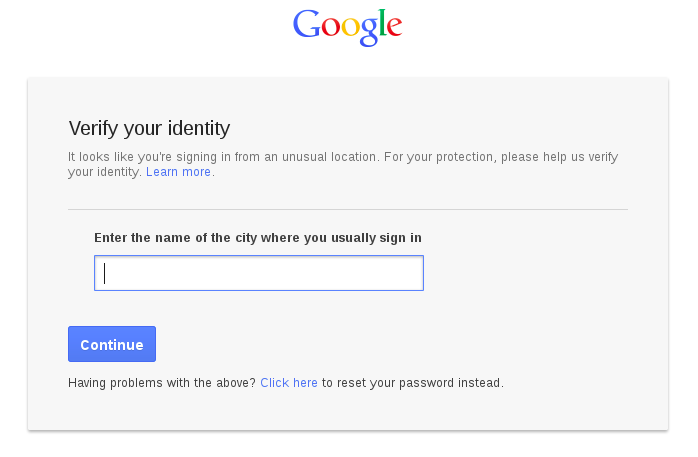 Google
Verify your identity
It looks like you're signing in from an unusual location. For your protection, please help us verify
your identity. Learn more.
Enter the name of the city where you usually sign in
Continue
Having problems with the above? Click here to reset your password instead.